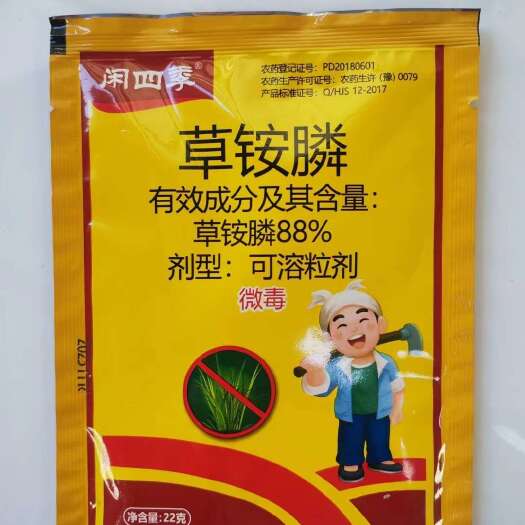 闲四季®
农药登记证号：PD20180601
农药生产许可证号：农药生许（豫）0079
产品标准证号：Q/HJS 12-2017
草铵膦
有效成分及其含量：
草铵膦88%
剂型：可溶粒剂
微毒
净含量：22克